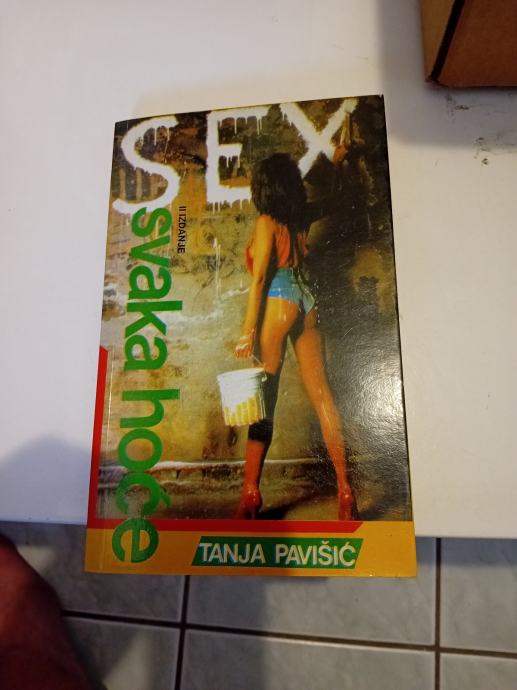 SEX
II IZDANJE
svaka hoće
TANJA PAVIŠIĆ